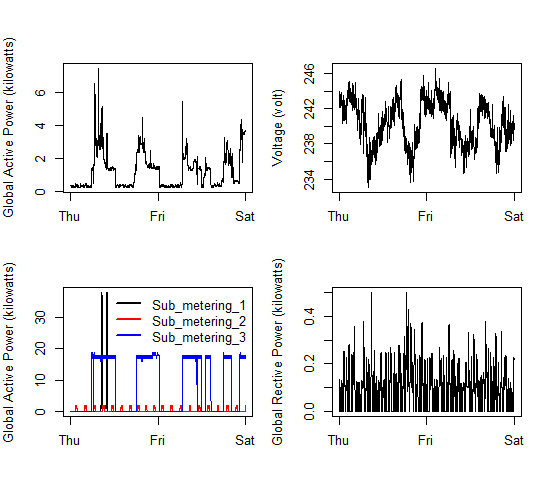 Global Active Power (kilowatts)
6
4
2
0
Thu
Fri
Sat
Voltage (volt)
246
242
238
234
Thu
Fri
Sat
Global Active Power (kilowatts)
30
20
10
0
Sub_metering_1
Sub_metering_2
Sub_metering_3
Thu
Fri
Sat
Global Rective Power (kilowatts)
0.4
0.2
0.0
Thu
Fri
Sat